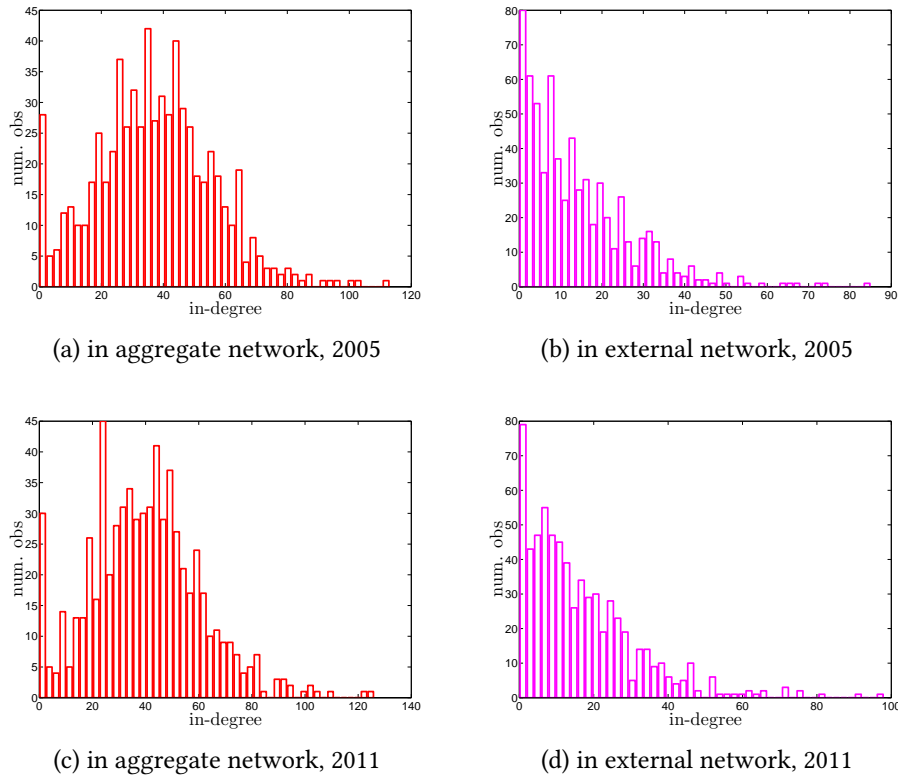 45
40
35
30
25
20
15
10
5
0
num. obs
0 20 40 60 80 100 120
in-degree
(a) in aggregate network, 2005
80
70
60
50
40
30
20
10
0
num. obs
0 10 20 30 40 50 60 70 80 90
in-degree
(b) in external network, 2005
45
40
35
30
25
20
15
10
5
0
num. obs
0 20 40 60 80 100 120 140
in-degree
(c) in aggregate network, 2011
80
70
60
50
40
30
20
10
0
num. obs
0 20 40 60 80 100
in-degree
(d) in external network, 2011